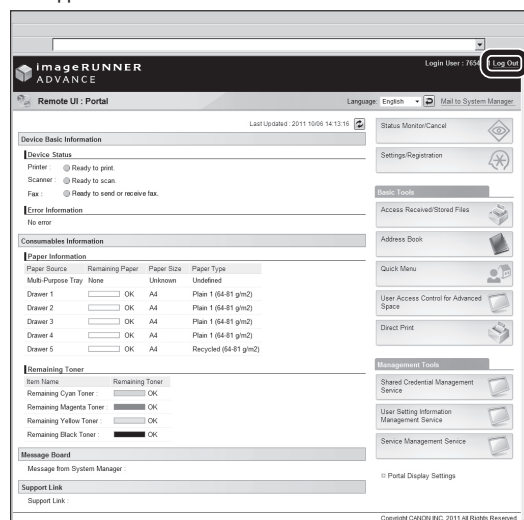 imageRUNNER
ADVANCE
Login User : 765
Log Out
Remote UI : Portal
Language: English
Mail to System Manager
Last Updated : 2011 10/06 14:13:16
Device Basic Information
Device Status
Printer : Ready to print.
Scanner : Ready to scan.
Fax : Ready to send or receive fax.
Error Information
No error
Consumables Information
Paper Information
Paper Source Remaining Paper Paper Size Paper Type
Multi-Purpose Tray None Unknown Undefined
Drawer 1 OK A4 Plain 1 (64-81 g/m2)
Drawer 2 OK A4 Plain 1 (64-81 g/m2)
Drawer 3 OK A4 Plain 1 (64-81 g/m2)
Drawer 4 OK A4 Plain 1 (64-81 g/m2)
Drawer 5 OK A4 Recycled (64-81 g/m2)
Remaining Toner
Item Name Remaining Toner
Remaining Cyan Toner : OK
Remaining Magenta Toner : OK
Remaining Yellow Toner : OK
Remaining Black Toner : OK
Message Board
Message from System Manager :
Support Link
Support Link :
Status Monitor/Cancel
Settings/Registration
Basic Tools
Access Received/Stored Files
Address Book
Quick Menu
User Access Control for Advanced
Space
Direct Print
Management Tools
Shared Credential Management
Service
User Setting Information
Management Service
Service Management Service
Portal Display Settings
Copyright CANON INC. 2011 All Rights Reserved